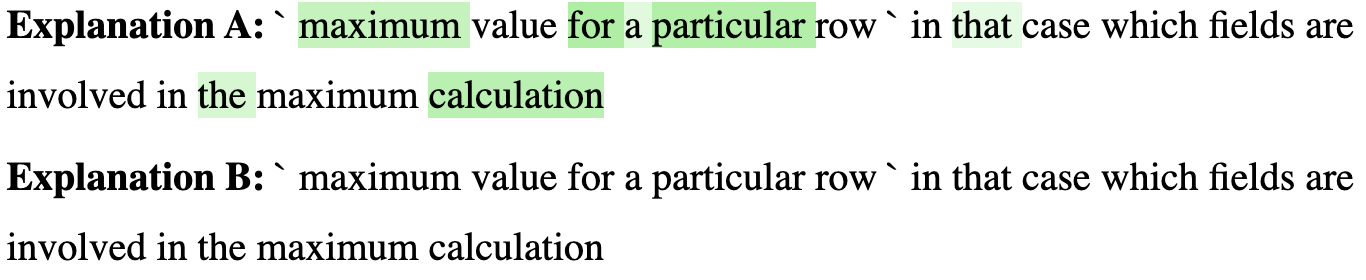 Explanation A: ` maximum value for a particular row ` in that case which fields are
involved in the maximum calculation
Explanation B: ` maximum value for a particular row ` in that case which fields are
involved in the maximum calculation